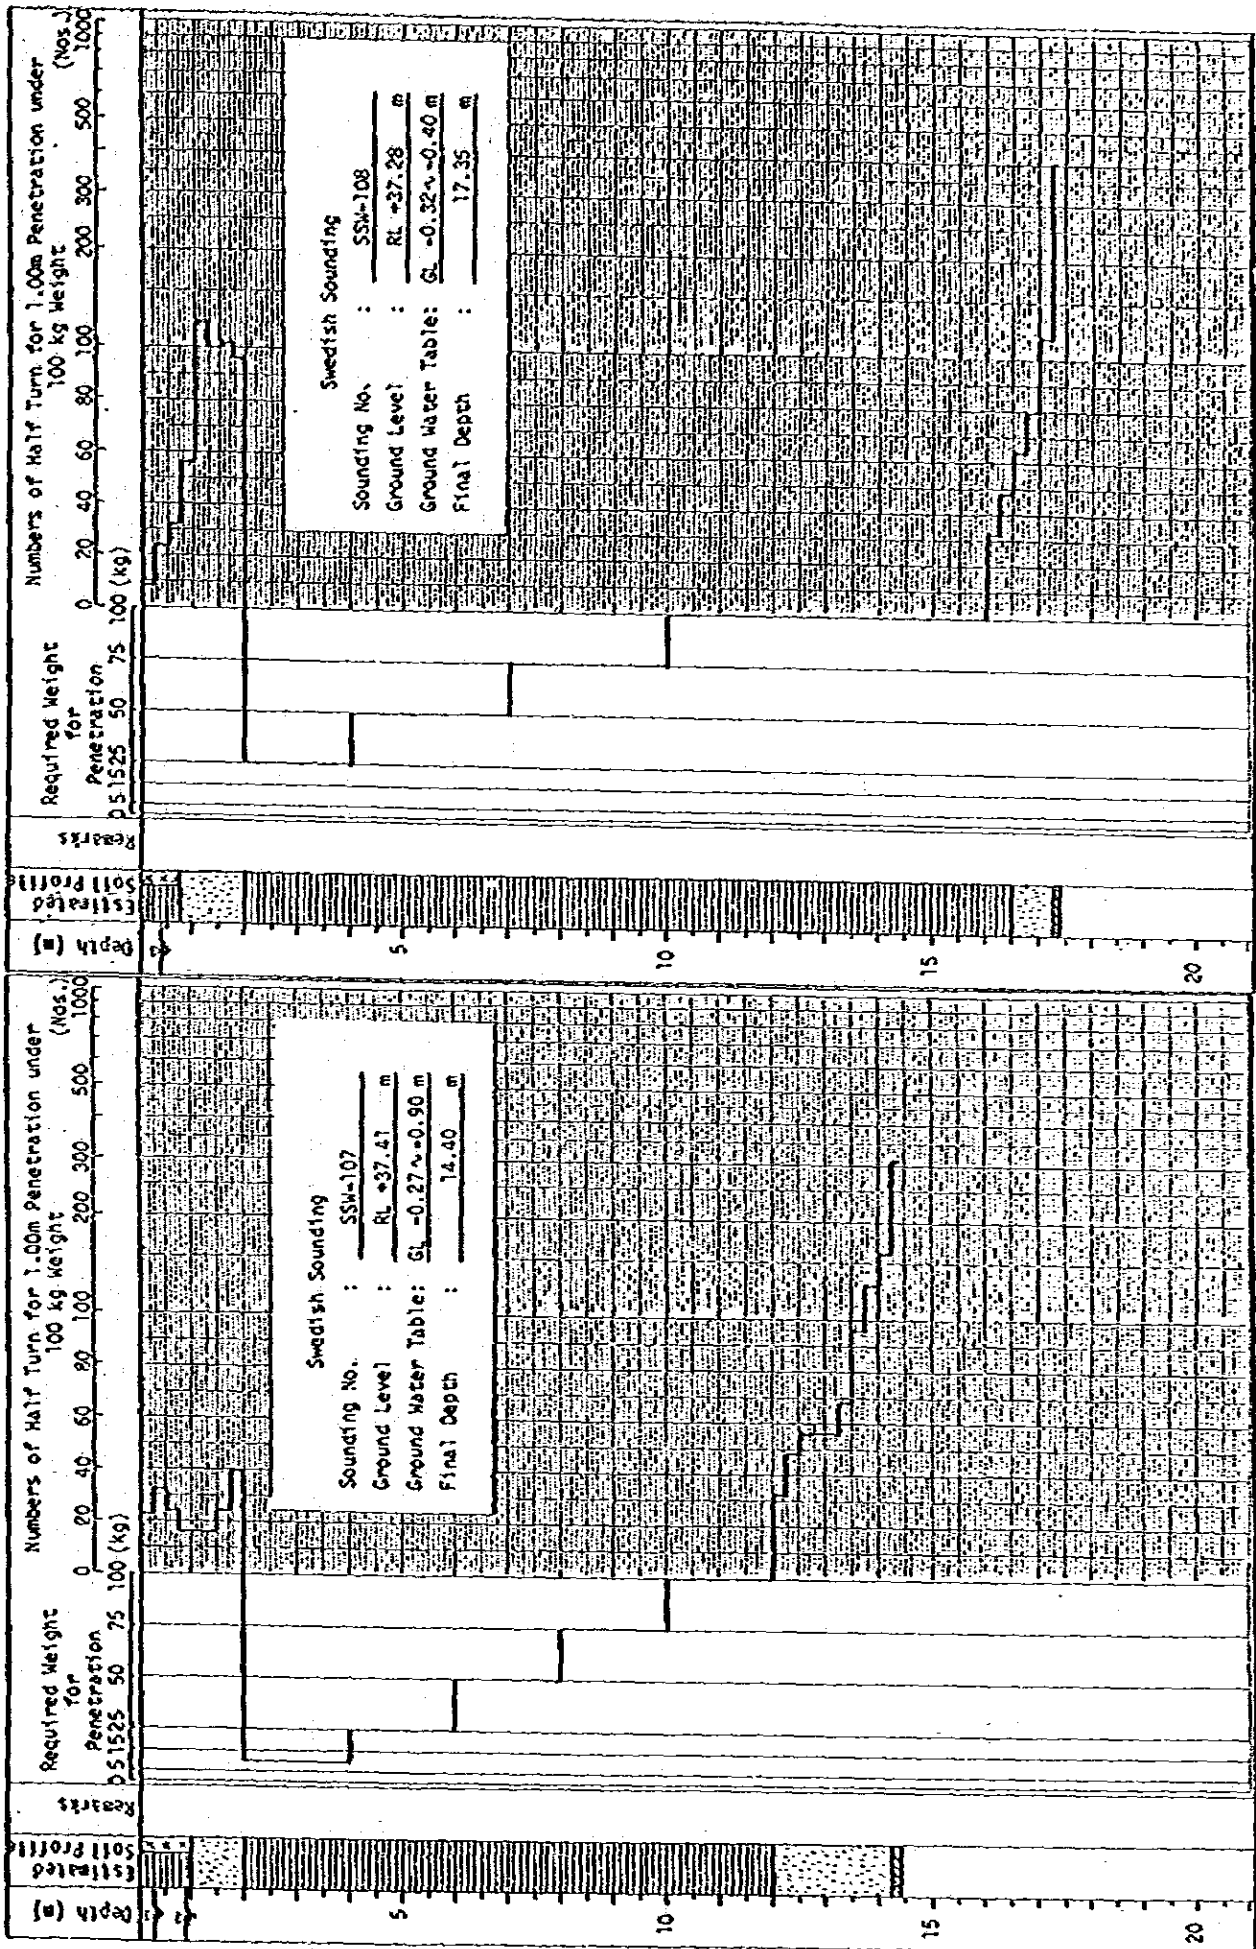 Depth (m)
Estimated
Soil Profile
Remarks
Required Weight
for
Penetration
0 5 15 25 50 75 100 (kg)
Numbers of Half Turn for 1.00m Penetration under
100 kg Weight (Nos.)
0 20 40 60 80 100 200 300 500 1000
Swedish Sounding
Sounding No. : SSW-107
Ground Level : RL +37.41 m
Ground Water Table: GL -0.27~-0.90 m
Final Depth : 14.40 m
5
10
15
20
Depth (m)
Estimated
Soil Profile
Remarks
Required Weight
for
Penetration
0 5 15 25 50 75 100 (kg)
Numbers of Half Turn for 1.00m Penetration under
100 kg Weight (Nos.)
0 20 40 60 80 100 200 300 500 1000
Swedish Sounding
Sounding No. : SSW-108
Ground Level : RL +37.28 m
Ground Water Table: GL -0.32~-0.40 m
Final Depth : 17.35 m
5
10
15
20